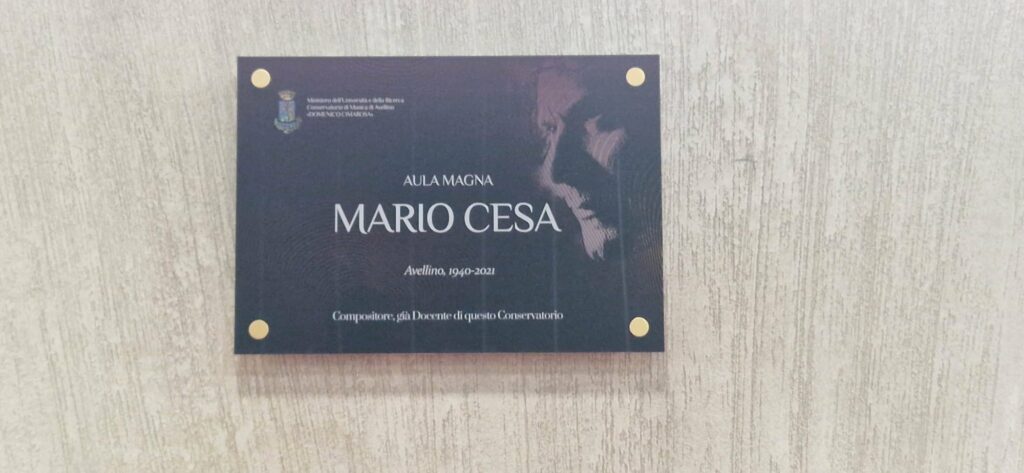 Ministero dell'Università e della Ricerca
Conservatorio di Musica di Avellino
«DOMENICO CIMAROSA»
AULA MAGNA
MARIO CESA
Avellino, 1940-2021
Compositore, già Docente di questo Conservatorio